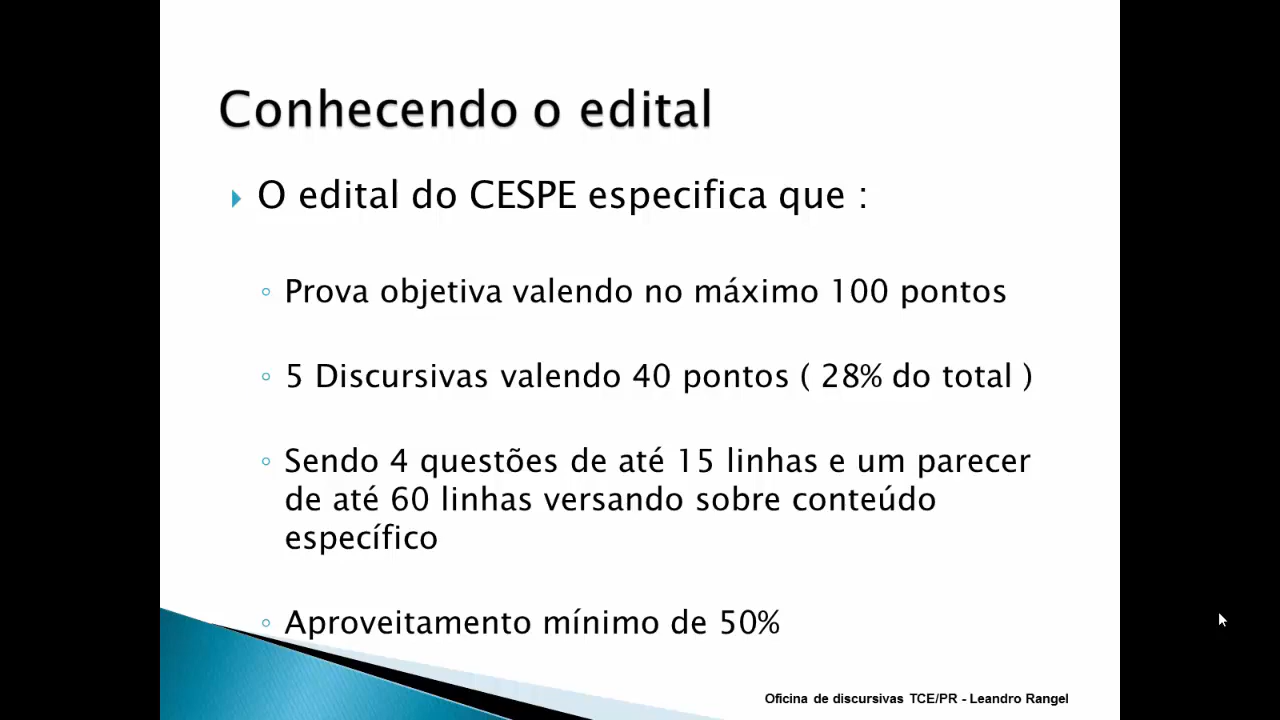 Conhecendo o edital
O edital do CESPE especifica que :
Prova objetiva valendo no máximo 100 pontos
5 Discursivas valendo 40 pontos ( 28% do total )
Sendo 4 questões de até 15 linhas e um parecer
de até 60 linhas versando sobre conteúdo
específico
Aproveitamento mínimo de 50%
Oficina de discursivas TCE/PR - Leandro Rangel